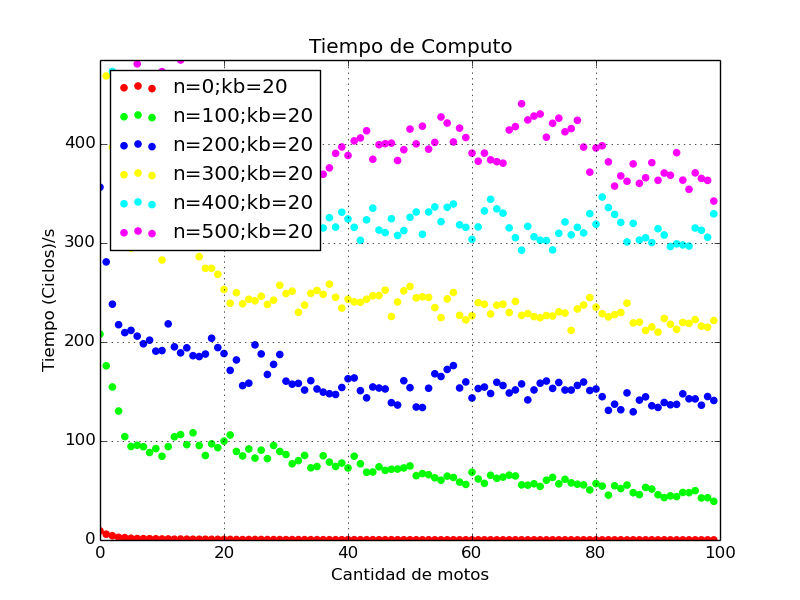 Tiempo de Computo
n=0;kb=20
n=100;kb=20
n=200;kb=20
n=300;kb=20
n=400;kb=20
n=500;kb=20
Tiempo (Ciclos)/s
400
300
200
100
0
0 20 40 60 80 100
Cantidad de motos